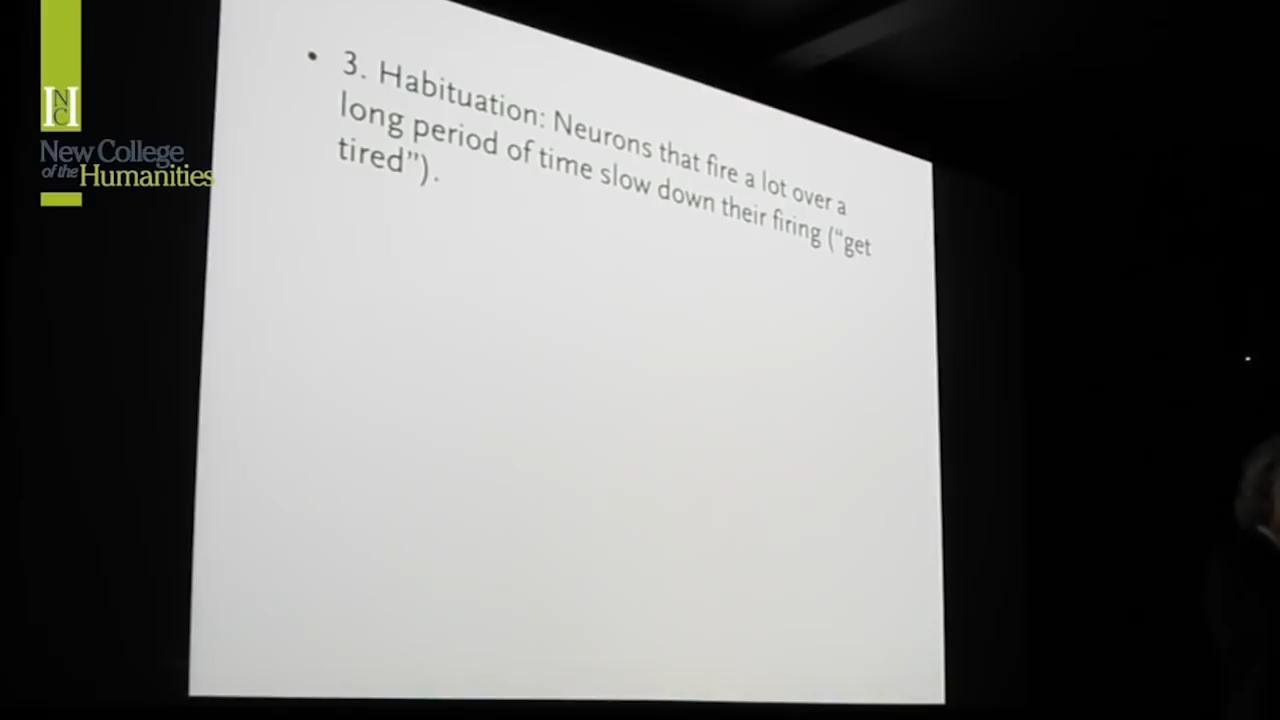 NC
H
New College
of the Humanities
• 3. Habituation: Neurons that fire a lot over a
long period of time slow down their firing (“get
tired”).